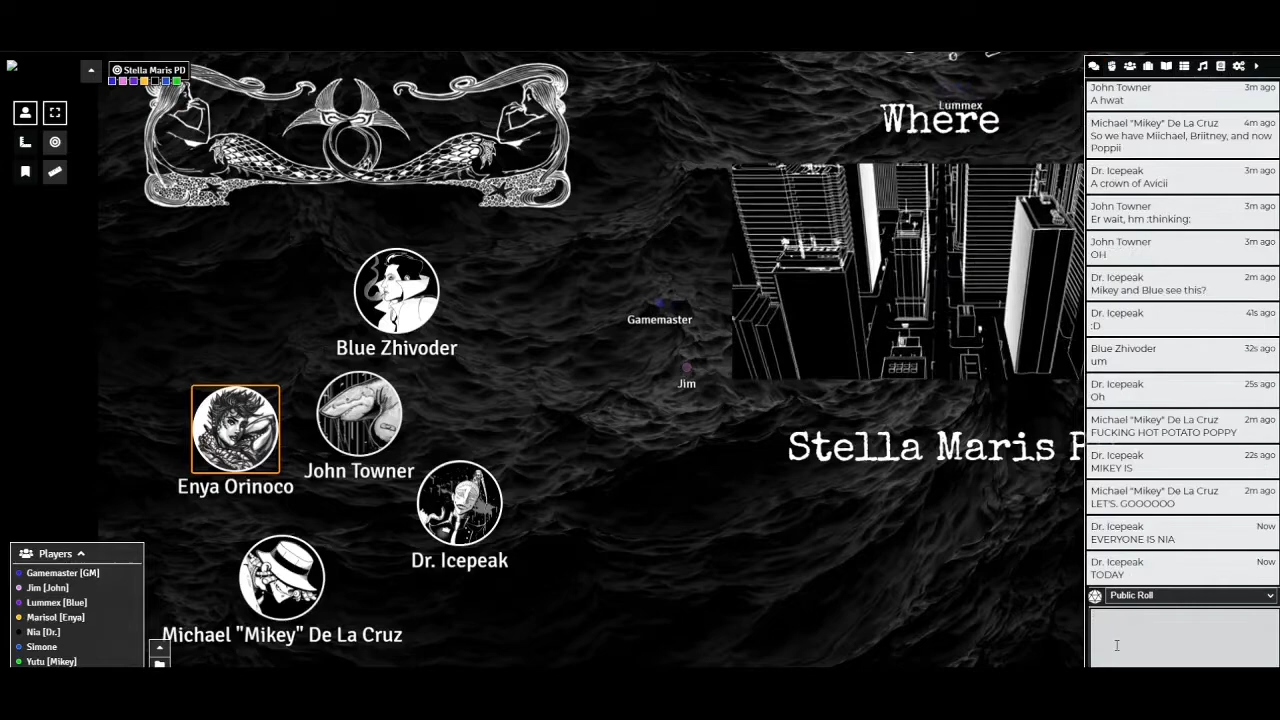 Stella Maris PD
Where
Lummex
Gamemaster
Jim
Blue Zhivoder
Enya Orinoco
John Towner
Dr. Icepeak
Michael "Mikey" De La Cruz
Stella Maris P
Players
Gamemaster [GM]
Jim [John]
Lummex [Blue]
Marisol [Enya]
Nia [Dr.]
Simone
Yutu [Mikey]
John Towner 3m ago
A hwat
Michael "Mikey" De La Cruz 4m ago
So we have Miichael, Briitney, and now
Poppii
Dr. Icepeak 3m ago
A crown of Avicii
John Towner 3m ago
Er wait, hm :thinking:
John Towner 3m ago
OH
Dr. Icepeak 2m ago
Mikey and Blue see this?
Dr. Icepeak 41s ago
:D
Blue Zhivoder 32s ago
um
Dr. Icepeak 25s ago
Oh
Michael "Mikey" De La Cruz 2m ago
FUCKING HOT POTATO POPPY
Dr. Icepeak 22s ago
MIKEY IS
Michael "Mikey" De La Cruz 2m ago
LET'S. GOOOOOO
Dr. Icepeak Now
EVERYONE IS NIA
Dr. Icepeak Now
TODAY
Public Roll